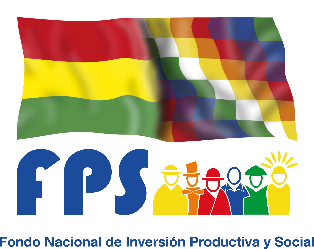 FPS
Fondo Nacional de Inversión Productiva y Social